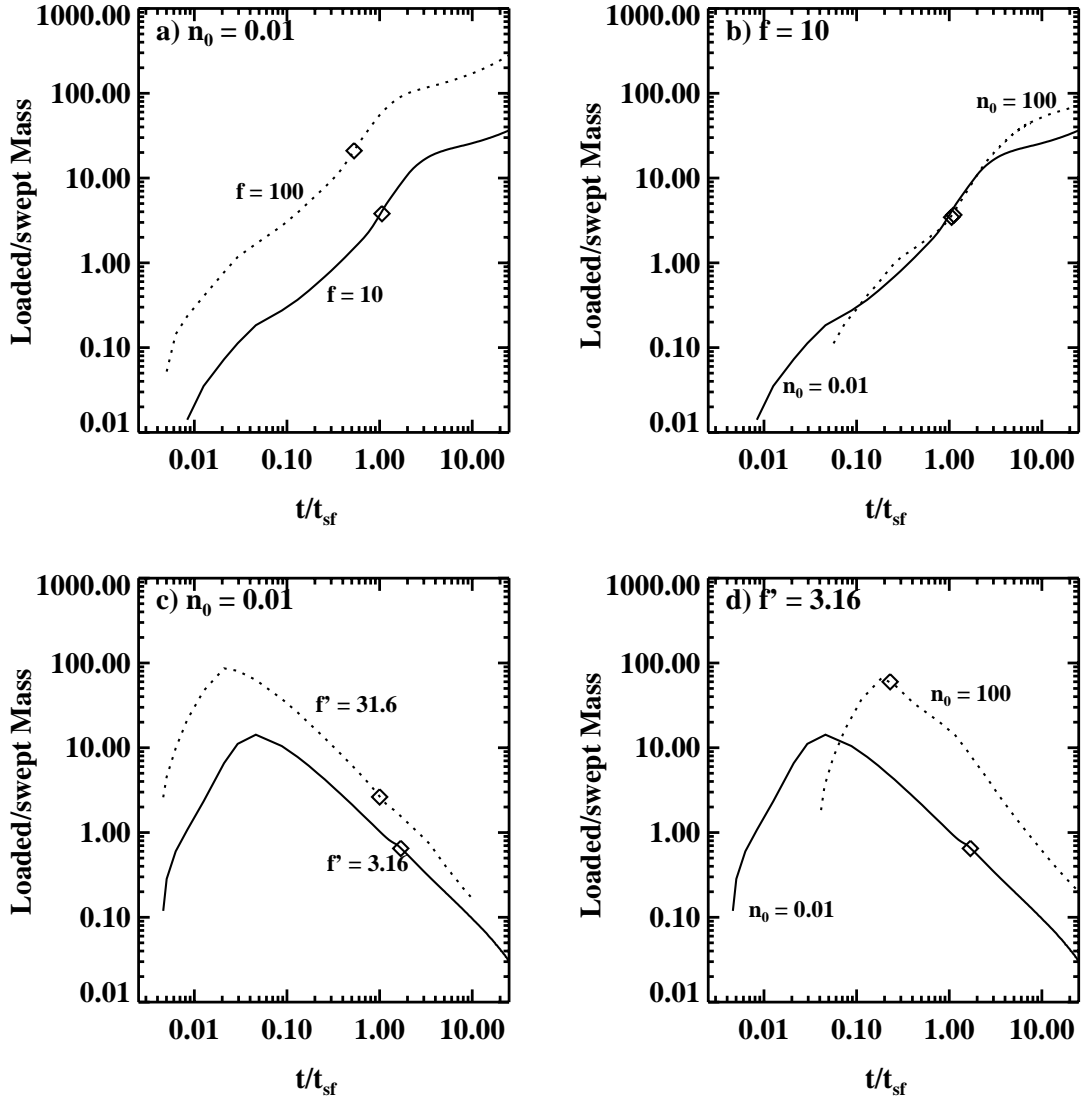 a) n₀ = 0.01
1000.00
100.00
10.00
1.00
0.10
0.01
Loaded/swept Mass
f = 100
f = 10
0.01 0.10 1.00 10.00
t/tsf
b) f = 10
1000.00
100.00
10.00
1.00
0.10
0.01
Loaded/swept Mass
n₀ = 100
n₀ = 0.01
0.01 0.10 1.00 10.00
t/tsf
c) n₀ = 0.01
1000.00
100.00
10.00
1.00
0.10
0.01
Loaded/swept Mass
f’ = 31.6
f’ = 3.16
0.01 0.10 1.00 10.00
t/tsf
d) f’ = 3.16
1000.00
100.00
10.00
1.00
0.10
0.01
Loaded/swept Mass
n₀ = 100
n₀ = 0.01
0.01 0.10 1.00 10.00
t/tsf